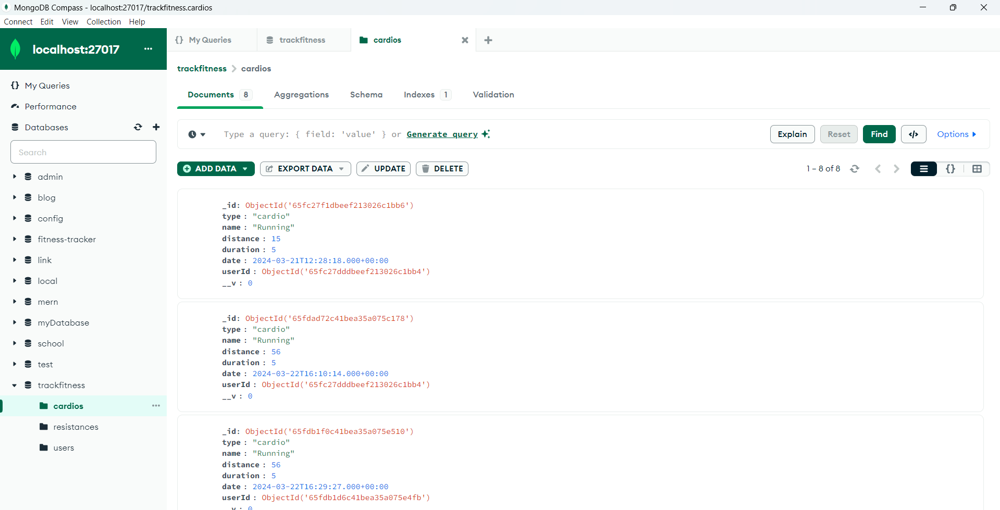 MongoDB Compass - localhost:27017/trackfitness.cardios
Connect Edit View Collection Help
localhost:27017 ...
My Queries
Performance
Databases
Search
admin
blog
config
fitness-tracker
link
local
mern
myDatabase
school
test
trackfitness
cardios ...
resistances
users
{} My Queries trackfitness cardios
trackfitness > cardios
Documents 8 Aggregations Schema Indexes 1 Validation
Type a query: { field: 'value' } or Generate query
Explain Reset Find </> Options
ADD DATA EXPORT DATA UPDATE DELETE
1 – 8 of 8 {}
_id: ObjectId('65fc27f1dbeef213026c1bb6')
type : "cardio"
name : "Running"
distance : 15
duration : 5
date : 2024-03-21T12:28:18.000+00:00
userId : ObjectId('65fc27dddbeef213026c1bb4')
__v : 0
_id: ObjectId('65fdad72c41bea35a075c178')
type : "cardio"
name : "Running"
distance : 56
duration : 5
date : 2024-03-22T16:10:14.000+00:00
userId : ObjectId('65fc27dddbeef213026c1bb4')
__v : 0
_id: ObjectId('65fdb1f0c41bea35a075e510')
type : "cardio"
name : "Running"
distance : 56
duration : 5
date : 2024-03-22T16:29:27.000+00:00
userId : ObjectId('65fdb1d6c41bea35a075e4fb')
__v : 0